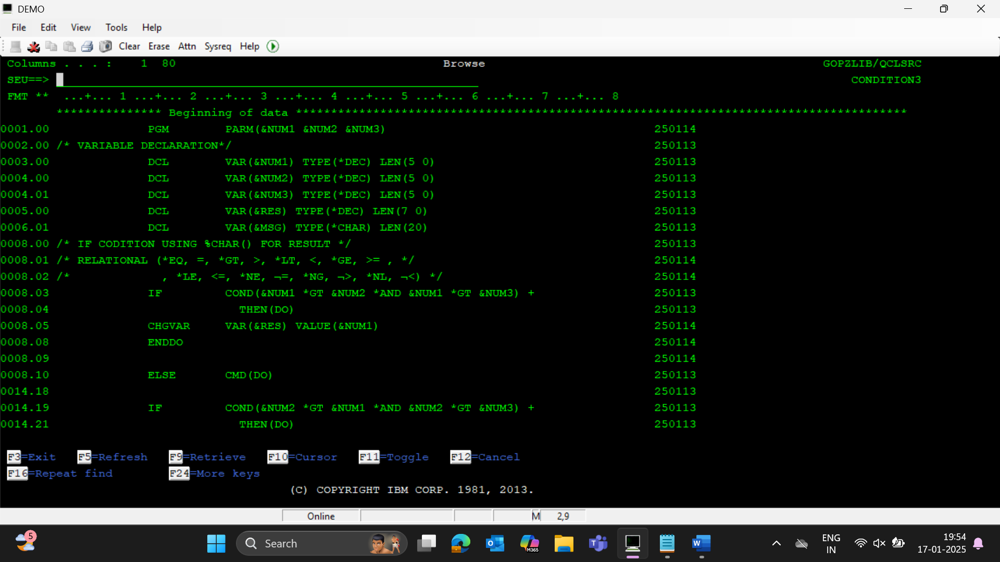 DEMO
File Edit View Tools Help
Clear Erase Attn Sysreq Help
Columns . . . :    1  80                                      Browse                                                GOPZLIB/QCLSRC
SEU==>                                                                                                                  CONDITION3
FMT **  ...+... 1 ...+... 2 ...+... 3 ...+... 4 ...+... 5 ...+... 6 ...+... 7 ...+... 8
        *************** Beginning of data ***************************************************************************************
0001.00              PGM        PARM(&NUM1 &NUM2 &NUM3)                                      250114
0002.00 /* VARIABLE DECLARATION*/                                                            250113
0003.00              DCL        VAR(&NUM1) TYPE(*DEC) LEN(5 0)                               250113
0004.00              DCL        VAR(&NUM2) TYPE(*DEC) LEN(5 0)                               250113
0004.01              DCL        VAR(&NUM3) TYPE(*DEC) LEN(5 0)                               250113
0005.00              DCL        VAR(&RES) TYPE(*DEC) LEN(7 0)                                250113
0006.01              DCL        VAR(&MSG) TYPE(*CHAR) LEN(20)                                250113
0008.00 /* IF CODITION USING %CHAR() FOR RESULT */                                           250113
0008.01 /* RELATIONAL (*EQ, =, *GT, >, *LT, <, *GE, >= , */                                  250114
0008.02 /*             , *LE, <=, *NE, ¬=, *NG, ¬>, *NL, ¬<) */                              250114
0008.03              IF         COND(&NUM1 *GT &NUM2 *AND &NUM1 *GT &NUM3) +                 250113
0008.04                           THEN(DO)                                                   250113
0008.05              CHGVAR     VAR(&RES) VALUE(&NUM1)                                       250114
0008.08              ENDDO                                                                   250114
0008.09                                                                                      250114
0008.10              ELSE       CMD(DO)                                                      250113
0014.18                                                                                      250113
0014.19              IF         COND(&NUM2 *GT &NUM1 *AND &NUM2 *GT &NUM3) +                 250113
0014.21                           THEN(DO)                                                   250113
F3=Exit   F5=Refresh   F9=Retrieve   F10=Cursor   F11=Toggle   F12=Cancel
F16=Repeat find        F24=More keys
(C) COPYRIGHT IBM CORP. 1981, 2013.
Online M 2,9
5 Search M365 ENG 19:54
IN 17-01-2025